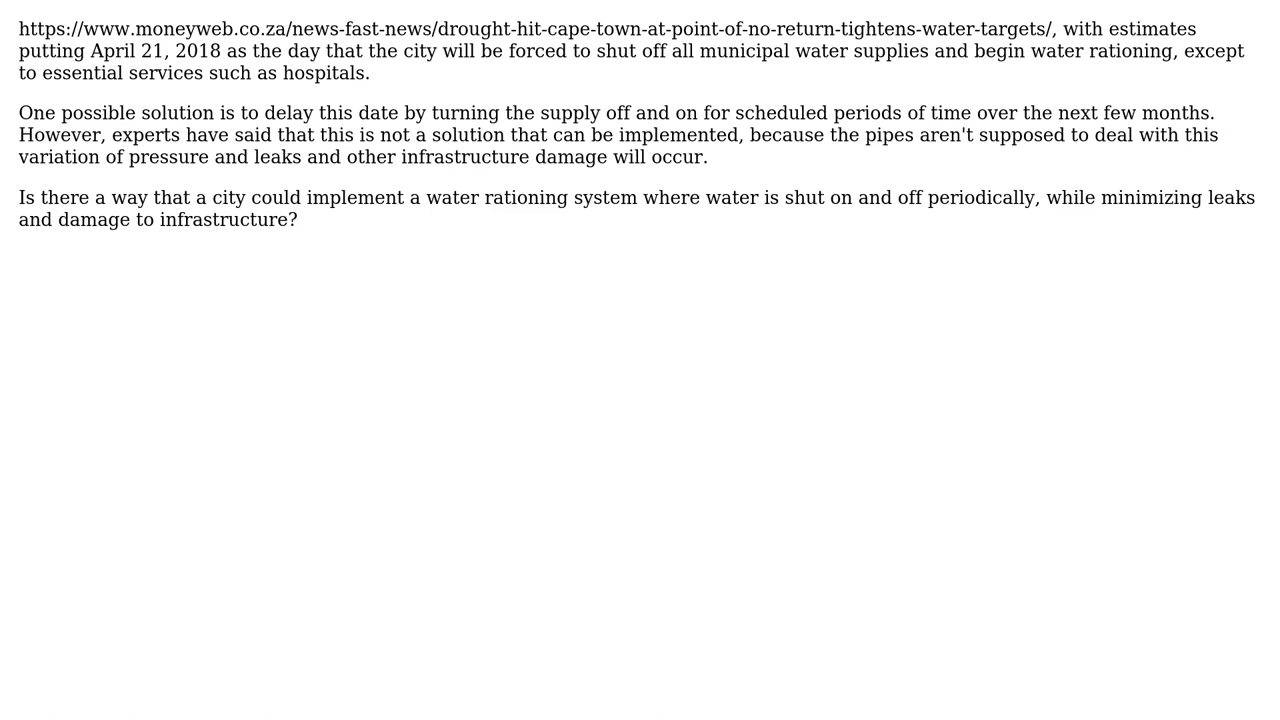 https://www.moneyweb.co.za/news-fast-news/drought-hit-cape-town-at-point-of-no-return-tightens-water-targets/, with estimates
putting April 21, 2018 as the day that the city will be forced to shut off all municipal water supplies and begin water rationing, except
to essential services such as hospitals.
One possible solution is to delay this date by turning the supply off and on for scheduled periods of time over the next few months.
However, experts have said that this is not a solution that can be implemented, because the pipes aren't supposed to deal with this
variation of pressure and leaks and other infrastructure damage will occur.
Is there a way that a city could implement a water rationing system where water is shut on and off periodically, while minimizing leaks
and damage to infrastructure?